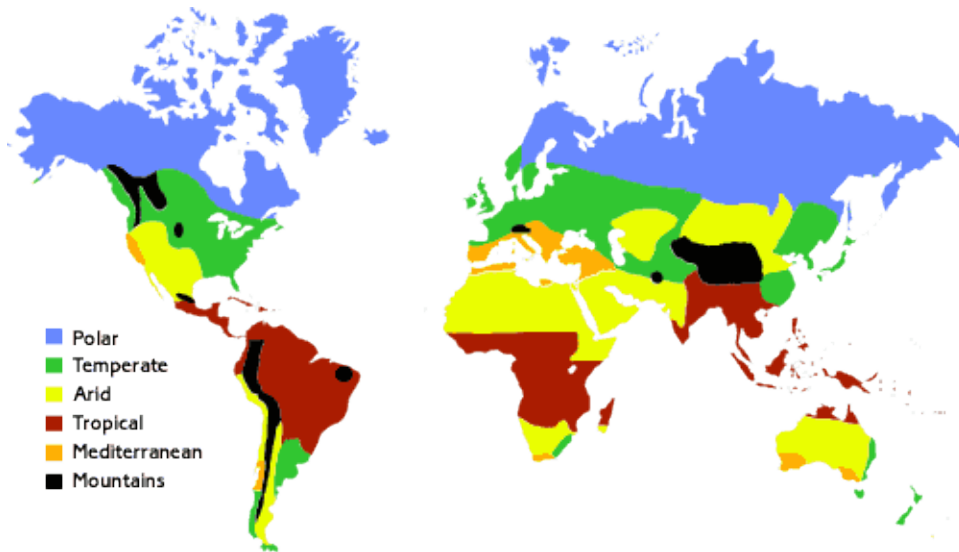 Polar
Temperate
Arid
Tropical
Mediterranean
Mountains